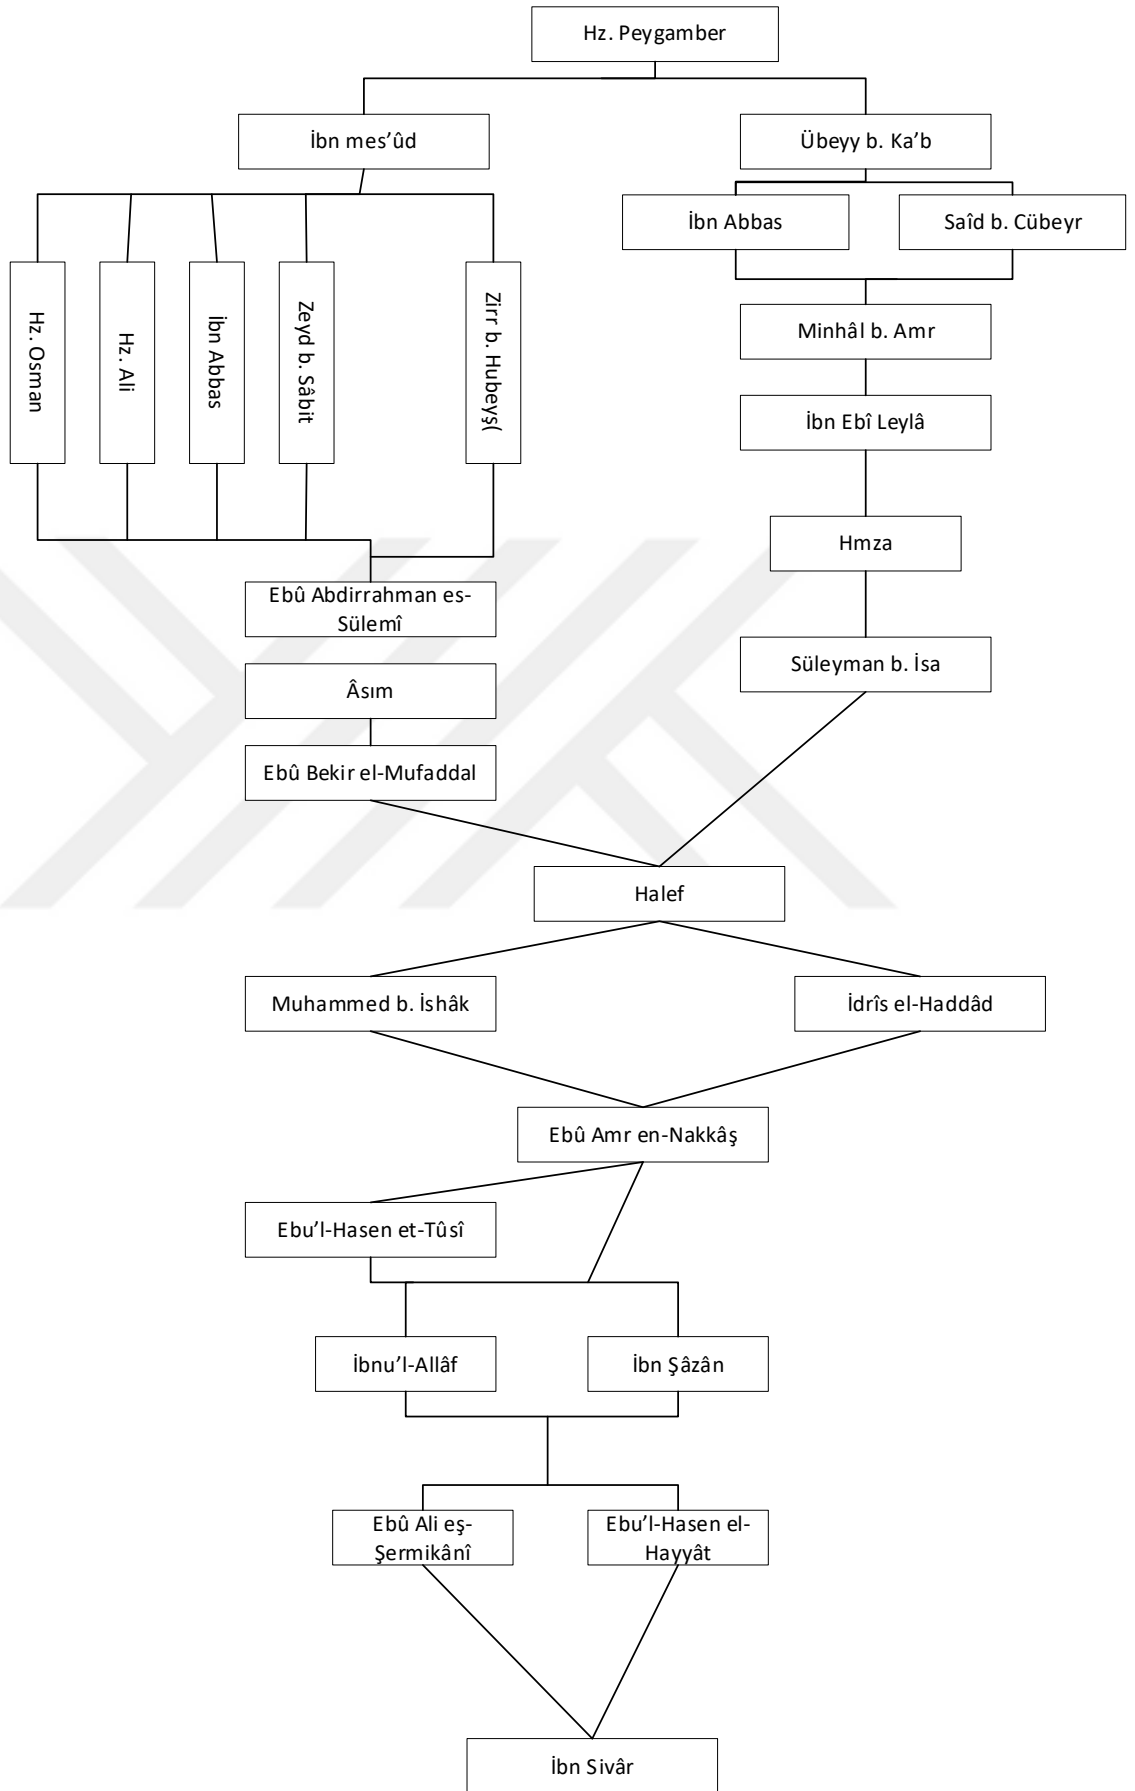 Hz. Peygamber
İbn mes’ûd
Übeyy b. Ka’b
İbn Abbas
Saîd b. Cübeyr
Hz. Osman
Hz. Ali
İbn Abbas
Zeyd b. Sâbit
Zirr b. Hubeyş(
Minhâl b. Amr
İbn Ebî Leylâ
Hmza
Ebû Abdirrahman es-
Sülemî
Süleyman b. İsa
Âsım
Ebû Bekir el-Mufaddal
Halef
Muhammed b. İshâk
İdrîs el-Haddâd
Ebû Amr en-Nakkâş
Ebu’l-Hasen et-Tûsî
İbnu’l-Allâf
İbn Şâzân
Ebû Ali eş-
Şermikânî
Ebu’l-Hasen el-
Hayyât
İbn Sivâr